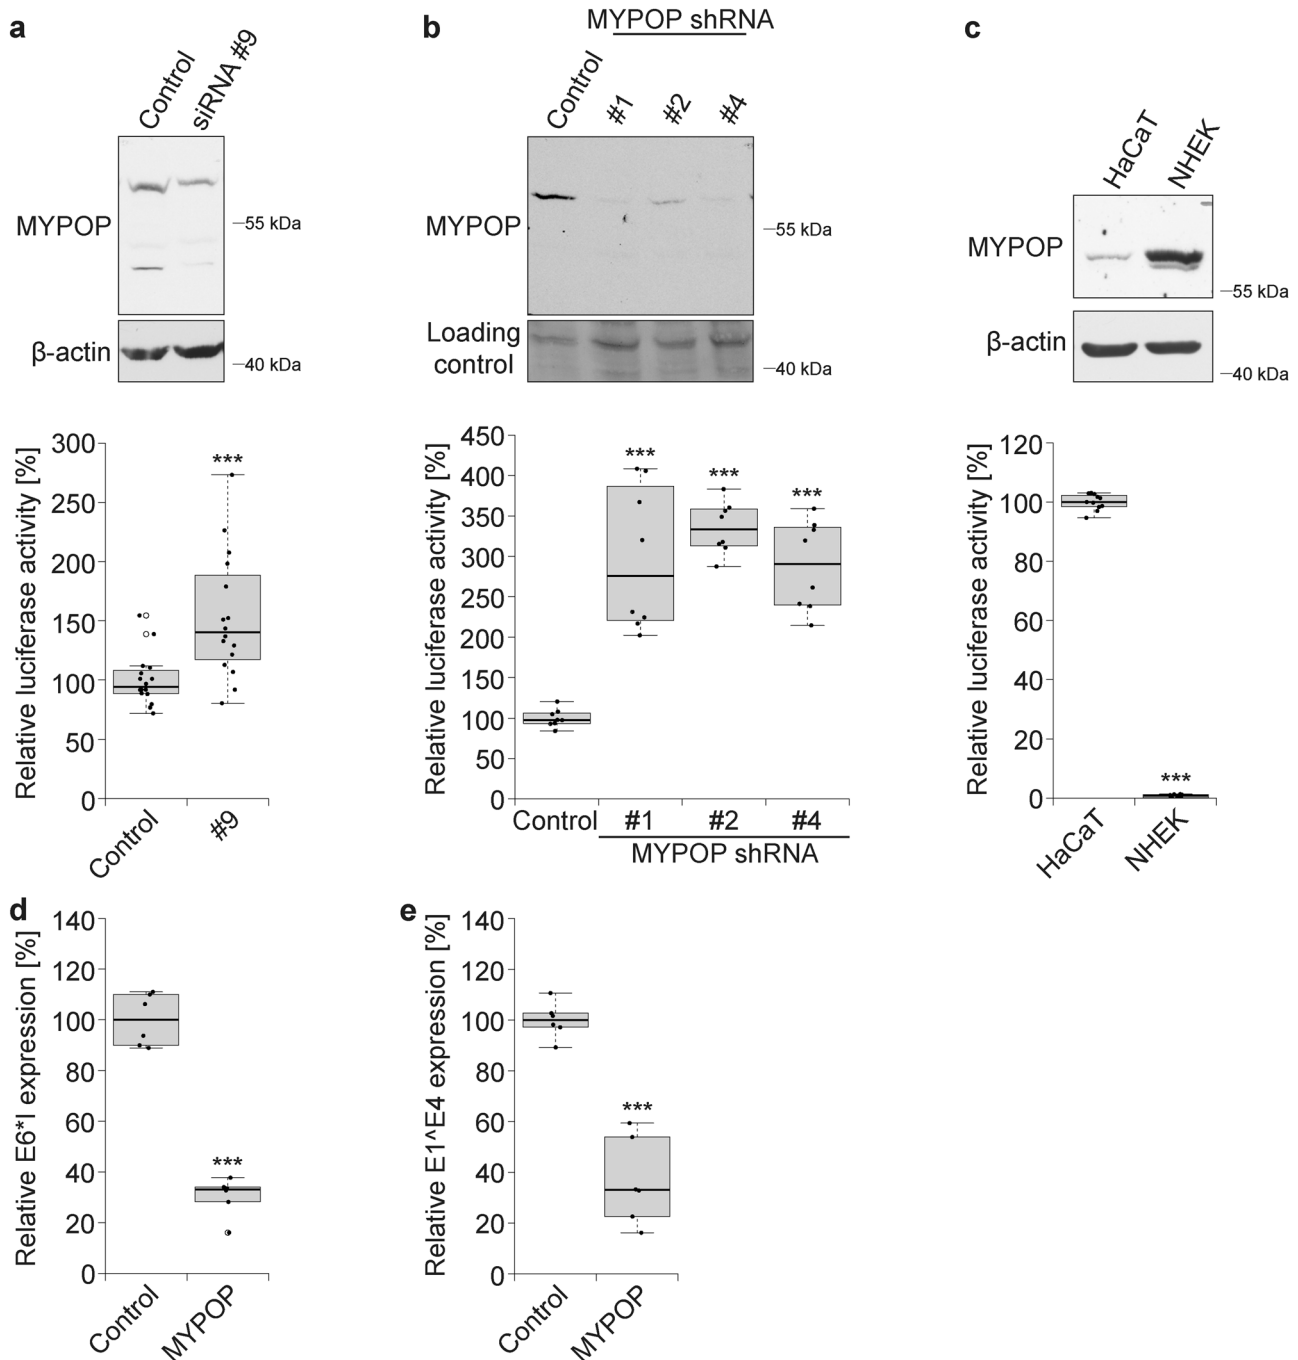 a
Control
siRNA #9
MYPOP
55 kDa
β-actin
40 kDa
Relative luciferase activity [%]
300
250
200
150
100
50
0
***
Control
#9
b
MYPOP shRNA
Control
#1
#2
#4
MYPOP
55 kDa
Loading
control
40 kDa
Relative luciferase activity [%]
450
400
350
300
250
200
150
100
50
0
***
***
***
Control
#1
#2
#4
MYPOP shRNA
c
HaCaT
NHEK
MYPOP
55 kDa
β-actin
40 kDa
Relative luciferase activity [%]
120
100
80
60
40
20
0
***
HaCaT
NHEK
d
Relative E6*I expression [%]
140
120
100
80
60
40
20
0
***
Control
MYPOP
e
Relative E1^E4 expression [%]
140
120
100
80
60
40
20
0
***
Control
MYPOP